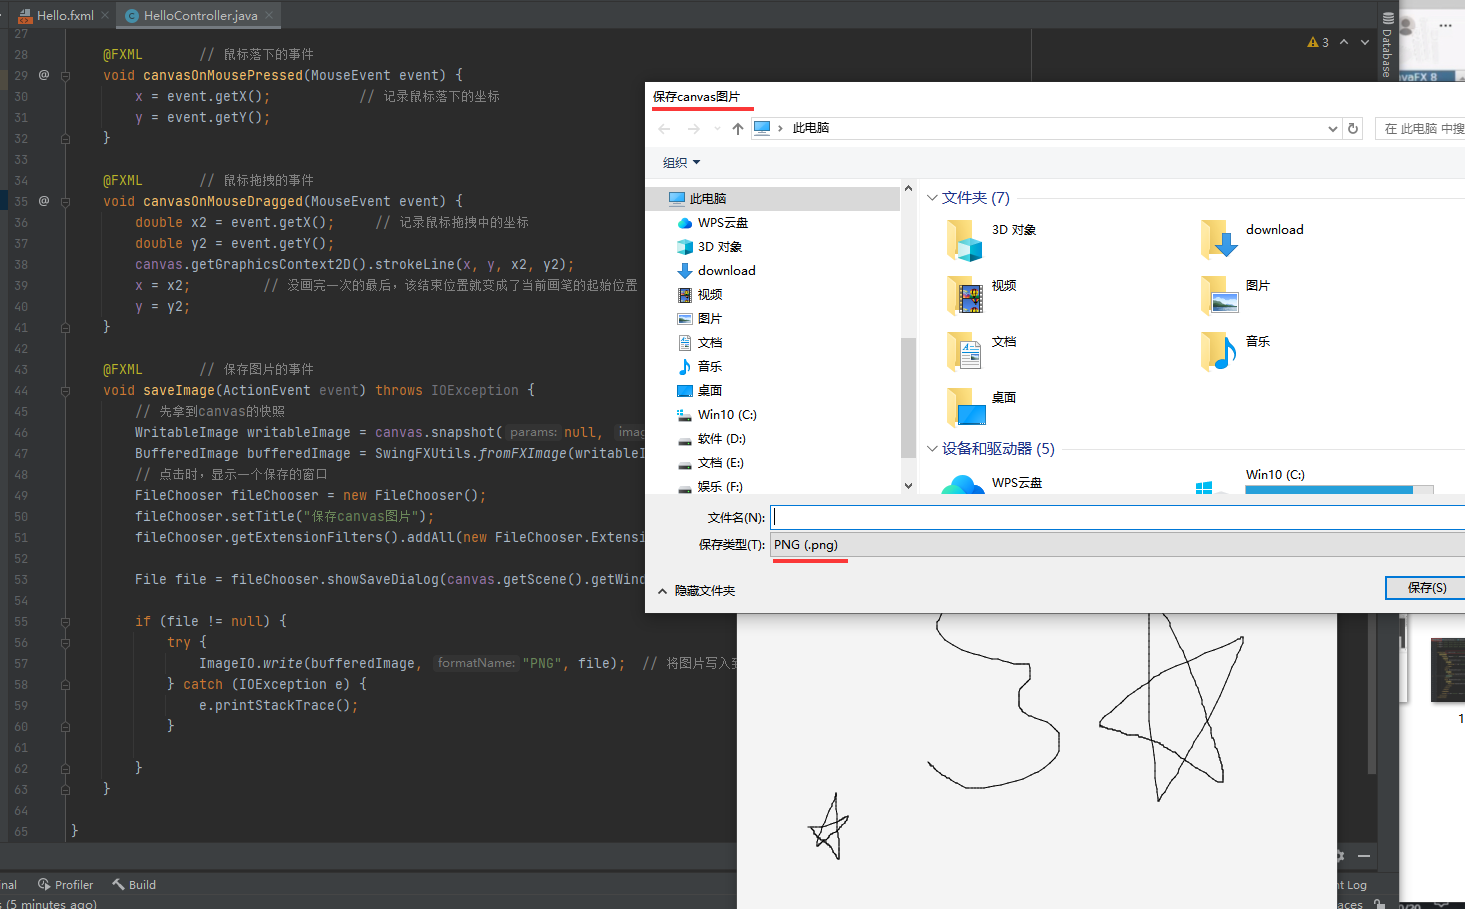 Hello.fxml
HelloController.java
27
28 @FXML // 鼠标落下的事件
29 @ void canvasOnMousePressed(MouseEvent event) {
30 x = event.getX(); // 记录鼠标落下的坐标
31 y = event.getY();
32 }
33
34 @FXML // 鼠标拖拽的事件
35 @ void canvasOnMouseDragged(MouseEvent event) {
36 double x2 = event.getX(); // 记录鼠标拖拽中的坐标
37 double y2 = event.getY();
38 canvas.getGraphicsContext2D().strokeLine(x, y, x2, y2);
39 x = x2; // 没画完一次的最后，该结束位置就变成了当前画笔的起始位置
40 y = y2;
41 }
42
43 @FXML // 保存图片的事件
44 void saveImage(ActionEvent event) throws IOException {
45 // 先拿到canvas的快照
46 WritableImage writableImage = canvas.snapshot( params: null, imag
47 BufferedImage bufferedImage = SwingFXUtils.fromFXImage(writableI
48 // 点击时，显示一个保存的窗口
49 FileChooser fileChooser = new FileChooser();
50 fileChooser.setTitle("保存canvas图片");
51 fileChooser.getExtensionFilters().addAll(new FileChooser.Extensi
52
53 File file = fileChooser.showSaveDialog(canvas.getScene().getWind
54
55 if (file != null) {
56 try {
57 ImageIO.write(bufferedImage, formatName: "PNG", file); // 将图片写入到
58 } catch (IOException e) {
59 e.printStackTrace();
60 }
61
62 }
63 }
64
65 }
3
Database
vaFX 8
保存canvas图片
此电脑
在 此电脑 中搜
组织
此电脑
WPS云盘
3D 对象
download
视频
图片
文档
音乐
桌面
Win10 (C:)
软件 (D:)
文档 (E:)
娱乐 (F:)
文件夹 (7)
3D 对象
download
视频
图片
文档
音乐
桌面
设备和驱动器 (5)
WPS云盘
Win10 (C:)
文件名(N):
保存类型(T): PNG (.png)
隐藏文件夹
保存(S)
1
nal
Profiler
Build
nt Log
s (5 minutes ago)
aces